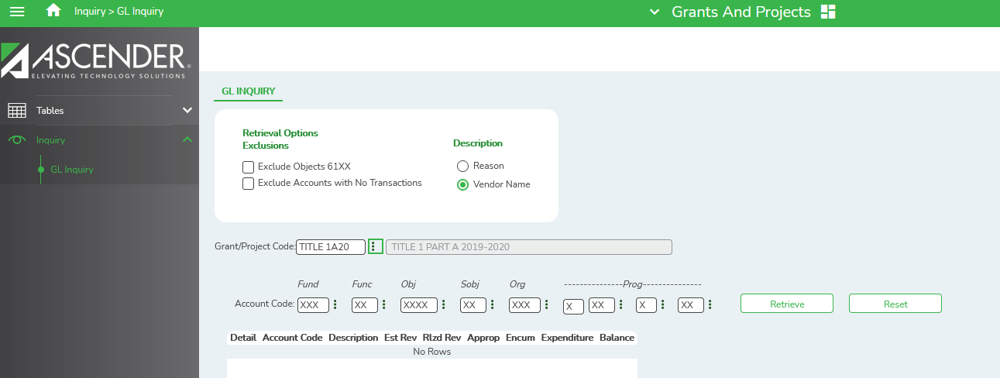 Inquiry > GL Inquiry
Grants And Projects
ASCENDER®
ELEVATING TECHNOLOGY SOLUTIONS
Tables
Inquiry
GL Inquiry
GL INQUIRY
Retrieval Options
Exclusions
Exclude Objects 61XX
Exclude Accounts with No Transactions
Description
Reason
Vendor Name
Grant/Project Code: TITLE 1A20 TITLE 1 PART A 2019-2020
Fund Func Obj Sobj Org ---------------Prog---------------
Account Code: XXX XX XXXX XX XXX X XX X XX Retrieve Reset
Detail Account Code Description Est Rev Rlzd Rev Approp Encum Expenditure Balance
No Rows